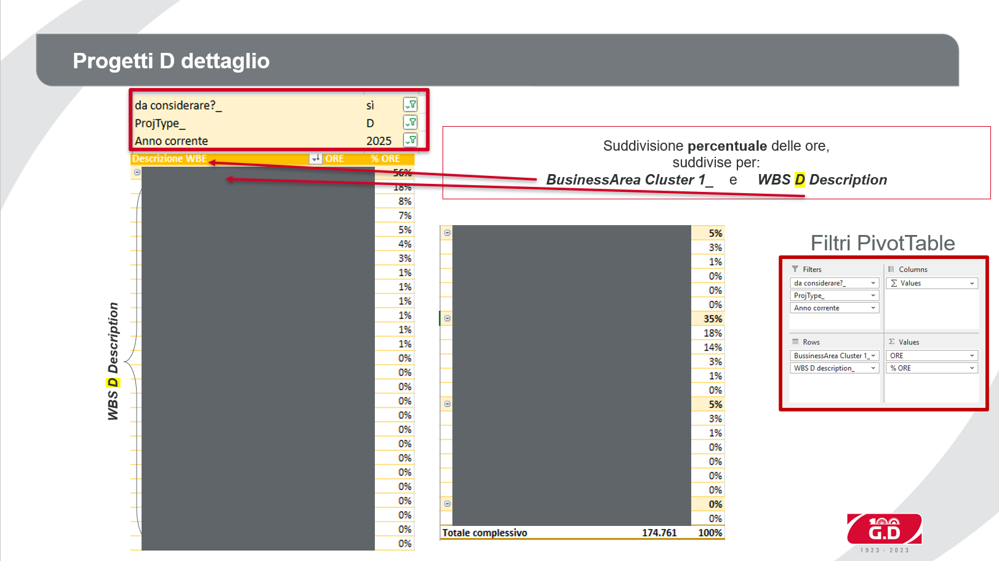 Progetti D dettaglio
da considerare?_ sì
ProjType_ D
Anno corrente 2025
Descrizione WBE ORE % ORE
56%
18%
8%
7%
5%
4%
3%
1%
1%
1%
1%
1%
1%
0%
0%
0%
0%
0%
0%
0%
0%
0%
0%
0%
0%
0%
0%
WBS D Description
Suddivisione percentuale delle ore,
suddivise per:
BusinessArea Cluster 1_ e WBS D Description
5%
3%
1%
0%
0%
0%
35%
18%
14%
3%
1%
0%
5%
3%
1%
0%
0%
0%
0%
0%
0%
Totale complessivo 174.761 100%
Filtri PivotTable
Filters
da considerare?_
ProjType_
Anno corrente
Columns
Σ Values
Rows
BussinessArea Cluster 1_
WBS D description_
Σ Values
ORE
% ORE
100
G.D
1923 - 2023